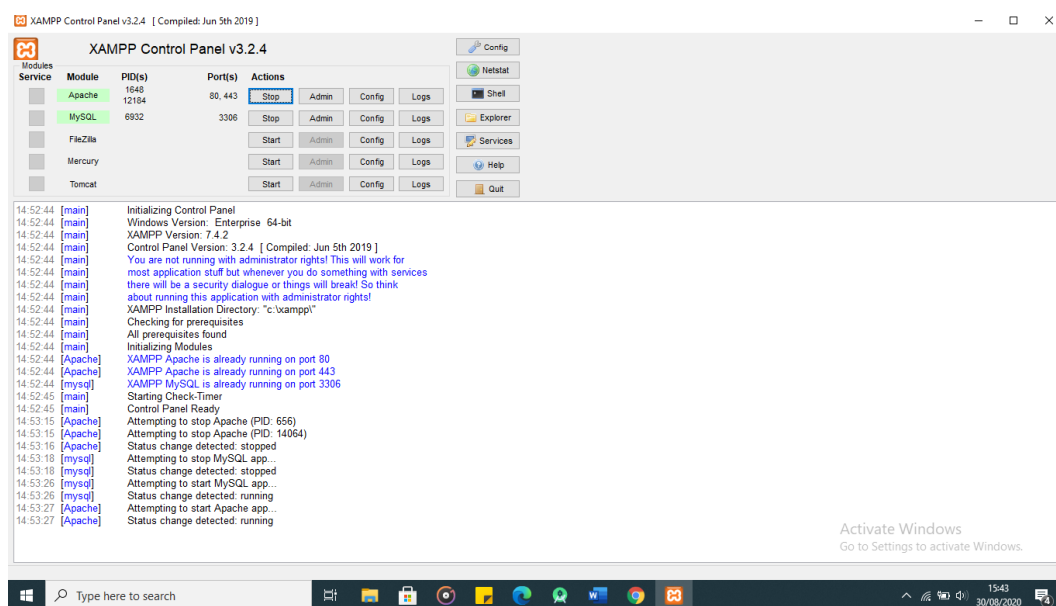 XAMPP Control Panel v3.2.4 [ Compiled: Jun 5th 2019 ]
XAMPP Control Panel v3.2.4
Config
Modules
Service Module PID(s) Port(s) Actions
Netstat
Apache 1648 12184 80, 443 Stop Admin Config Logs
Shell
MySQL 6932 3306 Stop Admin Config Logs
Explorer
FileZilla Start Admin Config Logs
Services
Mercury Start Admin Config Logs
Help
Tomcat Start Admin Config Logs
Quit
14:52:44 [main] Initializing Control Panel
14:52:44 [main] Windows Version: Enterprise 64-bit
14:52:44 [main] XAMPP Version: 7.4.2
14:52:44 [main] Control Panel Version: 3.2.4 [ Compiled: Jun 5th 2019 ]
14:52:44 [main] You are not running with administrator rights! This will work for
14:52:44 [main] most application stuff but whenever you do something with services
14:52:44 [main] there will be a security dialogue or things will break! So think
14:52:44 [main] about running this application with administrator rights!
14:52:44 [main] XAMPP Installation Directory: "c:\xampp\"
14:52:44 [main] Checking for prerequisites
14:52:44 [main] All prerequisites found
14:52:44 [main] Initializing Modules
14:52:44 [Apache] XAMPP Apache is already running on port 80
14:52:44 [Apache] XAMPP Apache is already running on port 443
14:52:44 [mysql] XAMPP MySQL is already running on port 3306
14:52:45 [main] Starting Check-Timer
14:52:45 [main] Control Panel Ready
14:53:15 [Apache] Attempting to stop Apache (PID: 656)
14:53:15 [Apache] Attempting to stop Apache (PID: 14064)
14:53:16 [Apache] Status change detected: stopped
14:53:18 [mysql] Attempting to stop MySQL app...
14:53:18 [mysql] Status change detected: stopped
14:53:26 [mysql] Attempting to start MySQL app...
14:53:26 [mysql] Status change detected: running
14:53:27 [Apache] Attempting to start Apache app...
14:53:27 [Apache] Status change detected: running
Activate Windows
Go to Settings to activate Windows.
Type here to search
W
15:43
30/08/2020
4